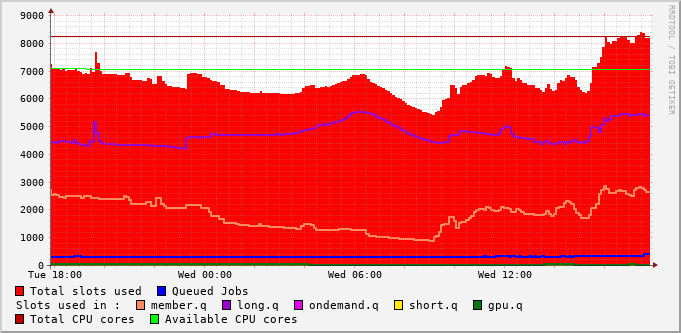 9000
8000
7000
6000
5000
4000
3000
2000
1000
0
Tue 18:00 Wed 00:00 Wed 06:00 Wed 12:00
RRDTOOL / TOBI OETIKER
Total slots used Queued Jobs
Slots used in : member.q long.q ondemand.q short.q gpu.q
Total CPU cores Available CPU cores